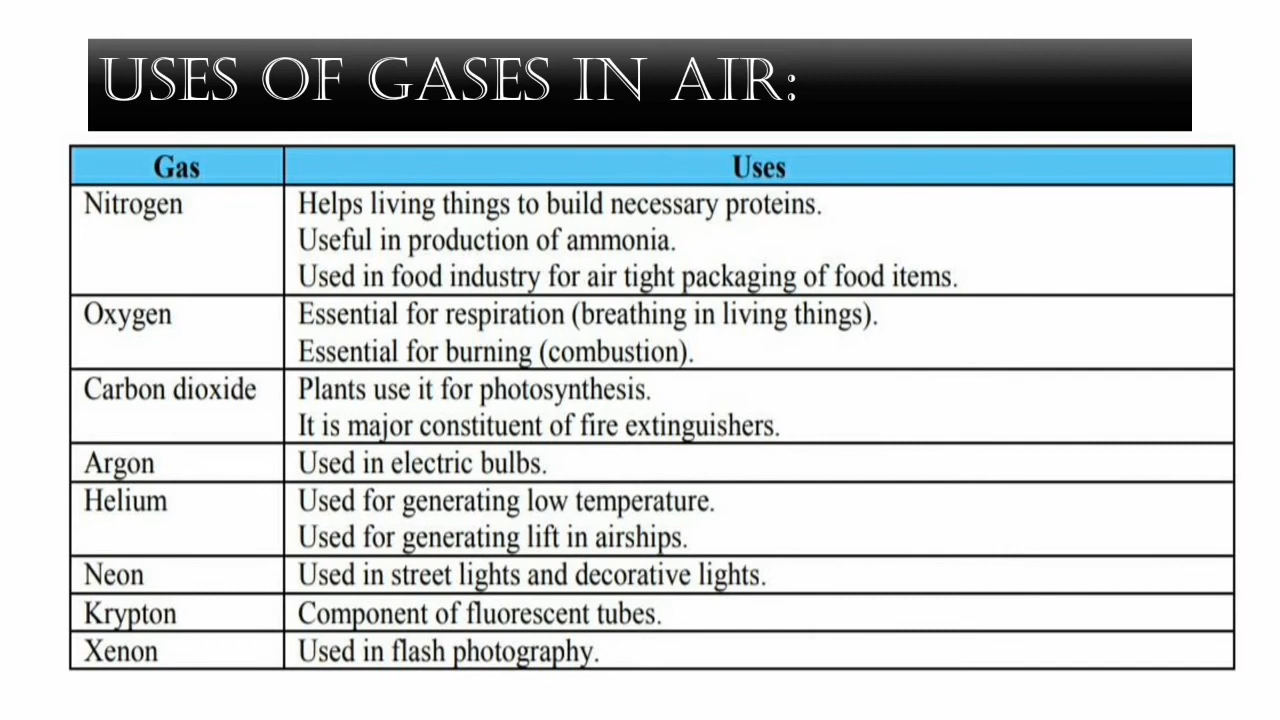 USES OF GASES IN AIR:
Gas Uses
Nitrogen Helps living things to build necessary proteins.
Useful in production of ammonia.
Used in food industry for air tight packaging of food items.
Oxygen Essential for respiration (breathing in living things).
Essential for burning (combustion).
Carbon dioxide Plants use it for photosynthesis.
It is major constituent of fire extinguishers.
Argon Used in electric bulbs.
Helium Used for generating low temperature.
Used for generating lift in airships.
Neon Used in street lights and decorative lights.
Krypton Component of fluorescent tubes.
Xenon Used in flash photography.